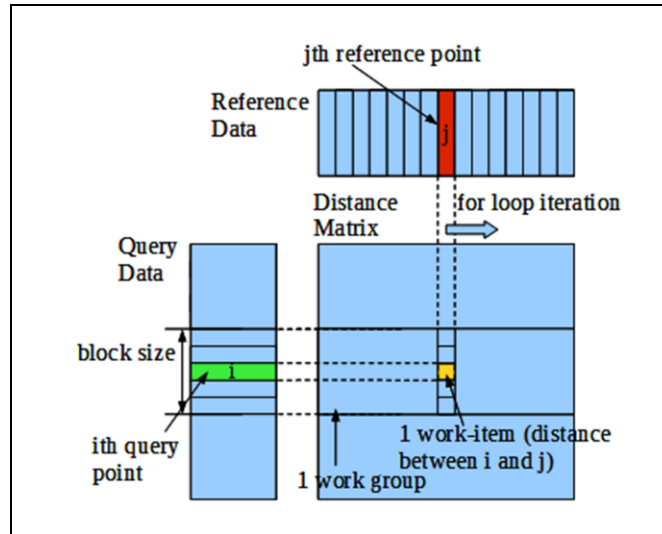 jth reference point
Reference
Data
j
Distance
Matrix
for loop iteration
Query
Data
block size
i
ith query
point
1 work-item (distance
between i and j)
1 work group